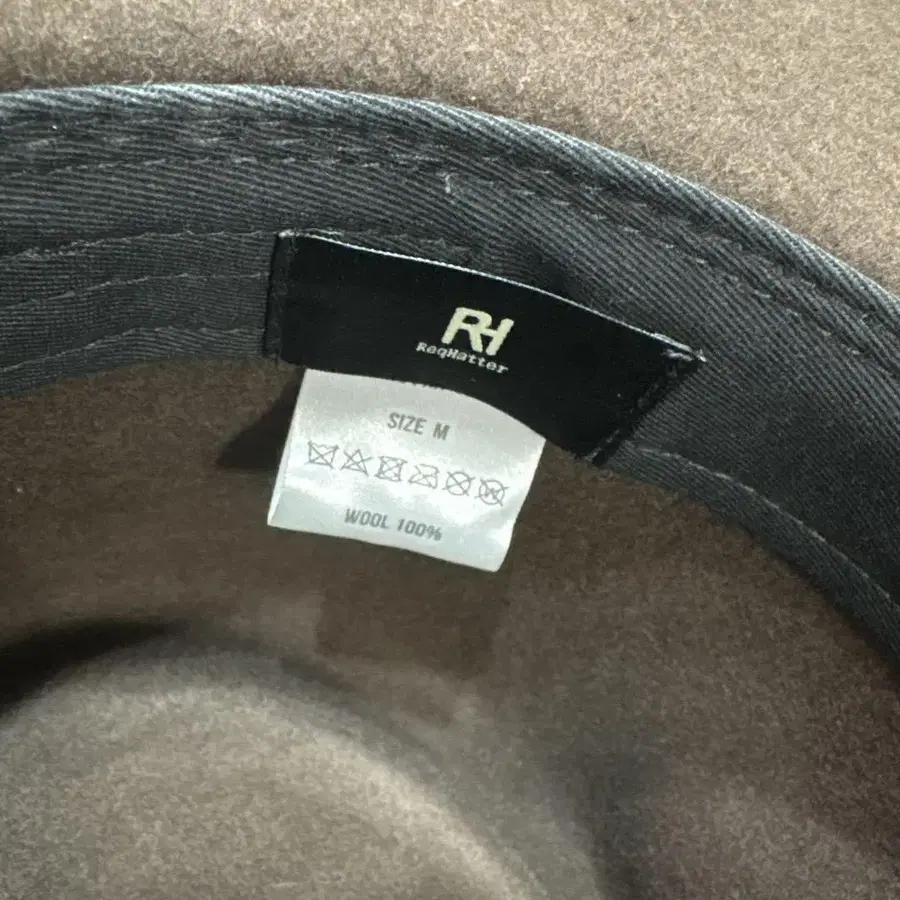 RH
ReqHatter
SIZE M
WOOL 100%